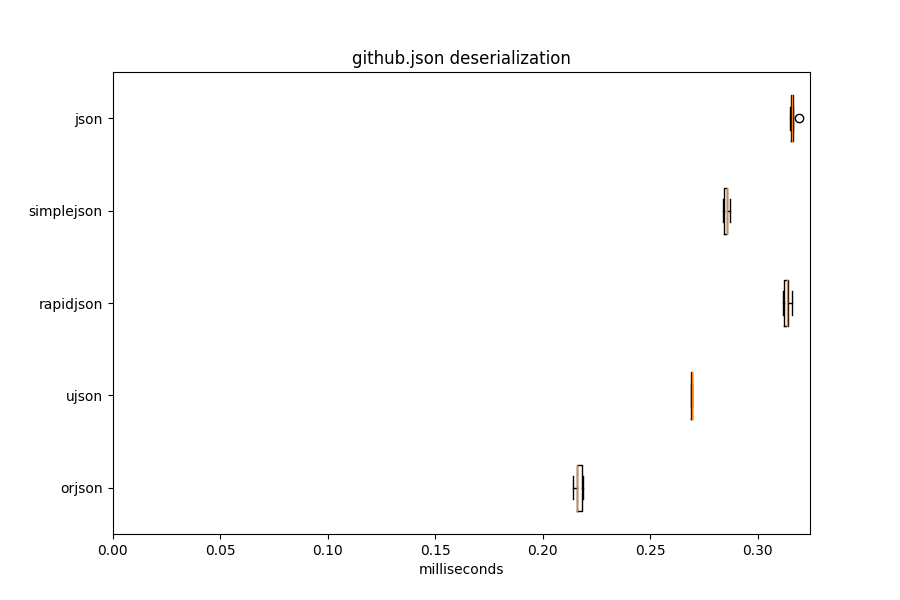 github.json deserialization
json
simplejson
rapidjson
ujson
orjson
0.00 0.05 0.10 0.15 0.20 0.25 0.30
milliseconds